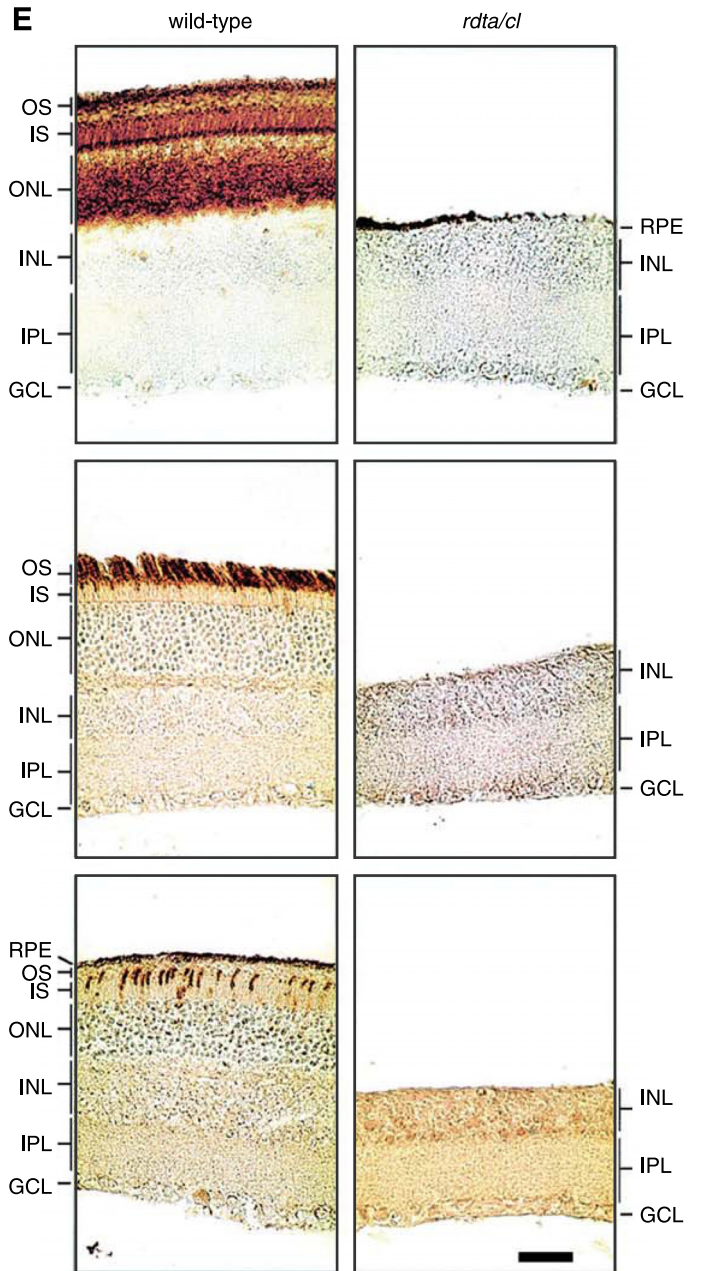 E
wild-type
rdta/cl
OS
IS
ONL
INL
IPL
GCL
RPE
INL
IPL
GCL
OS
IS
ONL
INL
IPL
GCL
INL
IPL
GCL
RPE
OS
IS
ONL
INL
IPL
GCL
INL
IPL
GCL